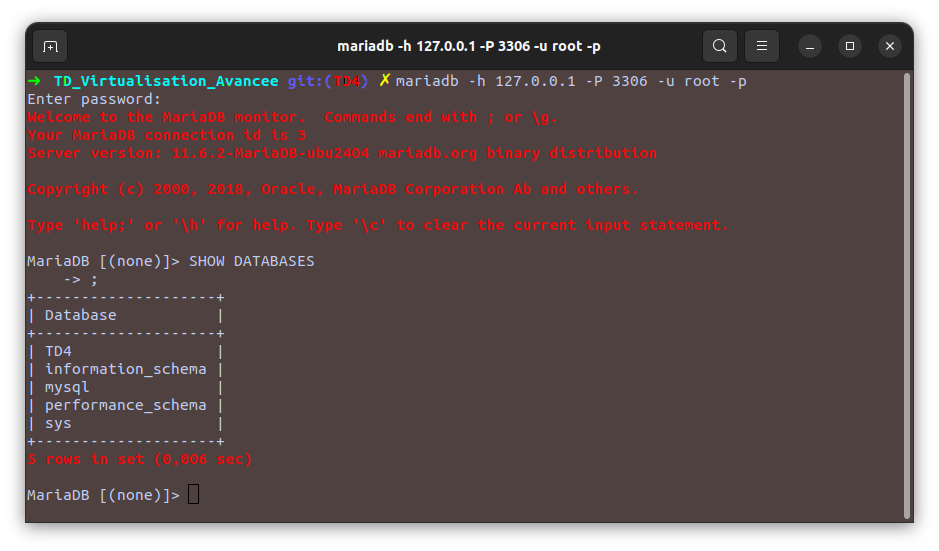 mariadb -h 127.0.0.1 -P 3306 -u root -p
➜  TD_Virtualisation_Avancee git:(TD4) ✗ mariadb -h 127.0.0.1 -P 3306 -u root -p
Enter password:
Welcome to the MariaDB monitor.  Commands end with ; or \g.
Your MariaDB connection id is 3
Server version: 11.6.2-MariaDB-ubu2404 mariadb.org binary distribution

Copyright (c) 2000, 2018, Oracle, MariaDB Corporation Ab and others.

Type 'help;' or '\h' for help. Type '\c' to clear the current input statement.

MariaDB [(none)]> SHOW DATABASES
    -> ;
+--------------------+
| Database           |
+--------------------+
| TD4                |
| information_schema |
| mysql              |
| performance_schema |
| sys                |
+--------------------+
5 rows in set (0,006 sec)

MariaDB [(none)]>